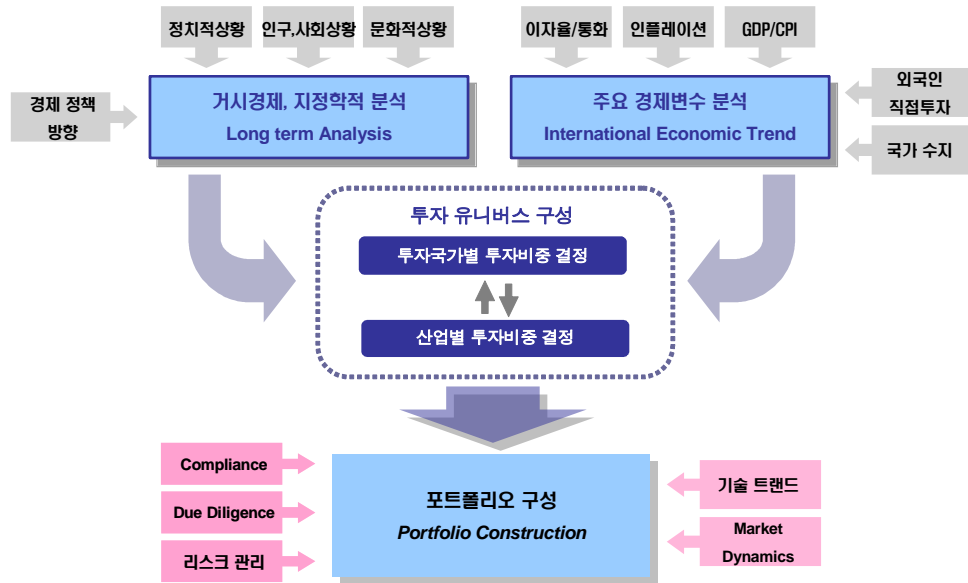 정치적상황
인구,사회상황
문화적상황
이자율/통화
인플레이션
GDP/CPI
경제 정책
방향
거시경제, 지정학적 분석
Long term Analysis
주요 경제변수 분석
International Economic Trend
외국인
직접투자
국가 수지
투자 유니버스 구성
투자국가별 투자비중 결정
산업별 투자비중 결정
Compliance
Due Diligence
리스크 관리
포트폴리오 구성
Portfolio Construction
기술 트랜드
Market
Dynamics